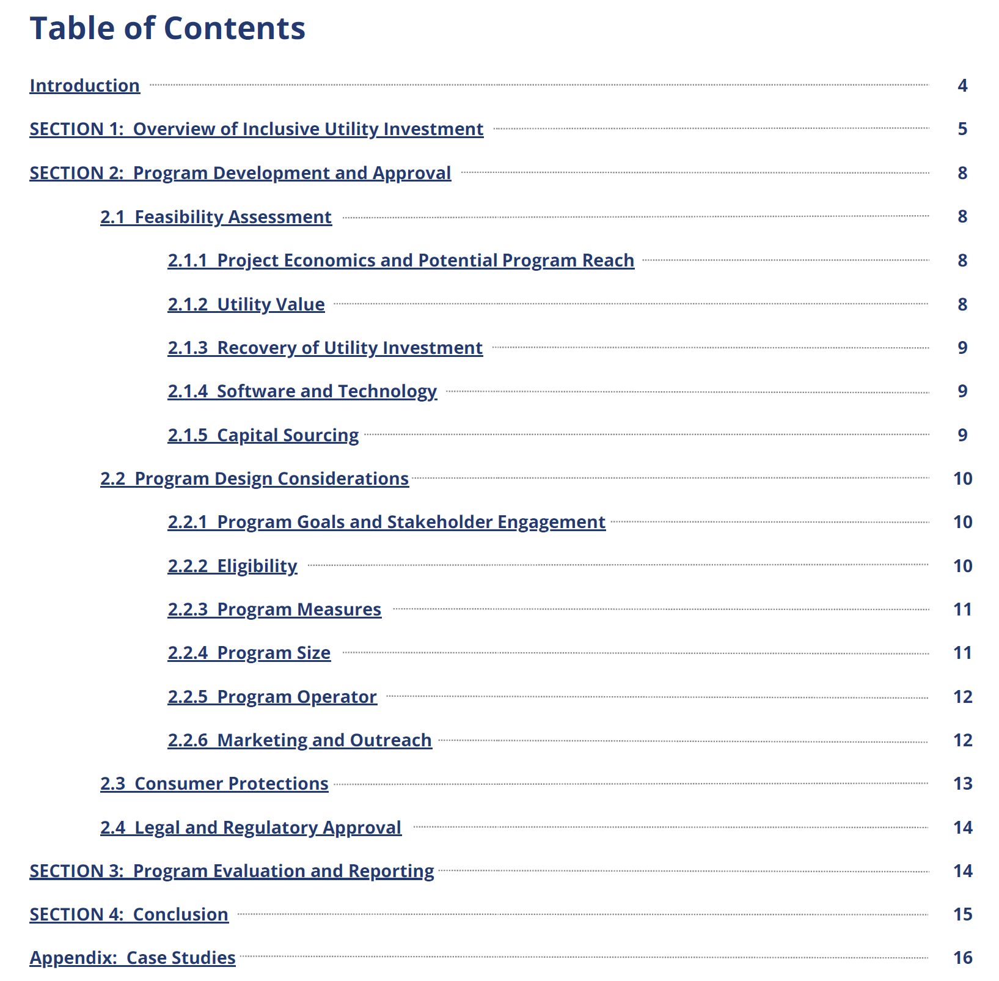 Table of Contents
Introduction 4
SECTION 1: Overview of Inclusive Utility Investment 5
SECTION 2: Program Development and Approval 8
2.1 Feasibility Assessment 8
2.1.1 Project Economics and Potential Program Reach 8
2.1.2 Utility Value 8
2.1.3 Recovery of Utility Investment 9
2.1.4 Software and Technology 9
2.1.5 Capital Sourcing 9
2.2 Program Design Considerations 10
2.2.1 Program Goals and Stakeholder Engagement 10
2.2.2 Eligibility 10
2.2.3 Program Measures 11
2.2.4 Program Size 11
2.2.5 Program Operator 12
2.2.6 Marketing and Outreach 12
2.3 Consumer Protections 13
2.4 Legal and Regulatory Approval 14
SECTION 3: Program Evaluation and Reporting 14
SECTION 4: Conclusion 15
Appendix: Case Studies 16